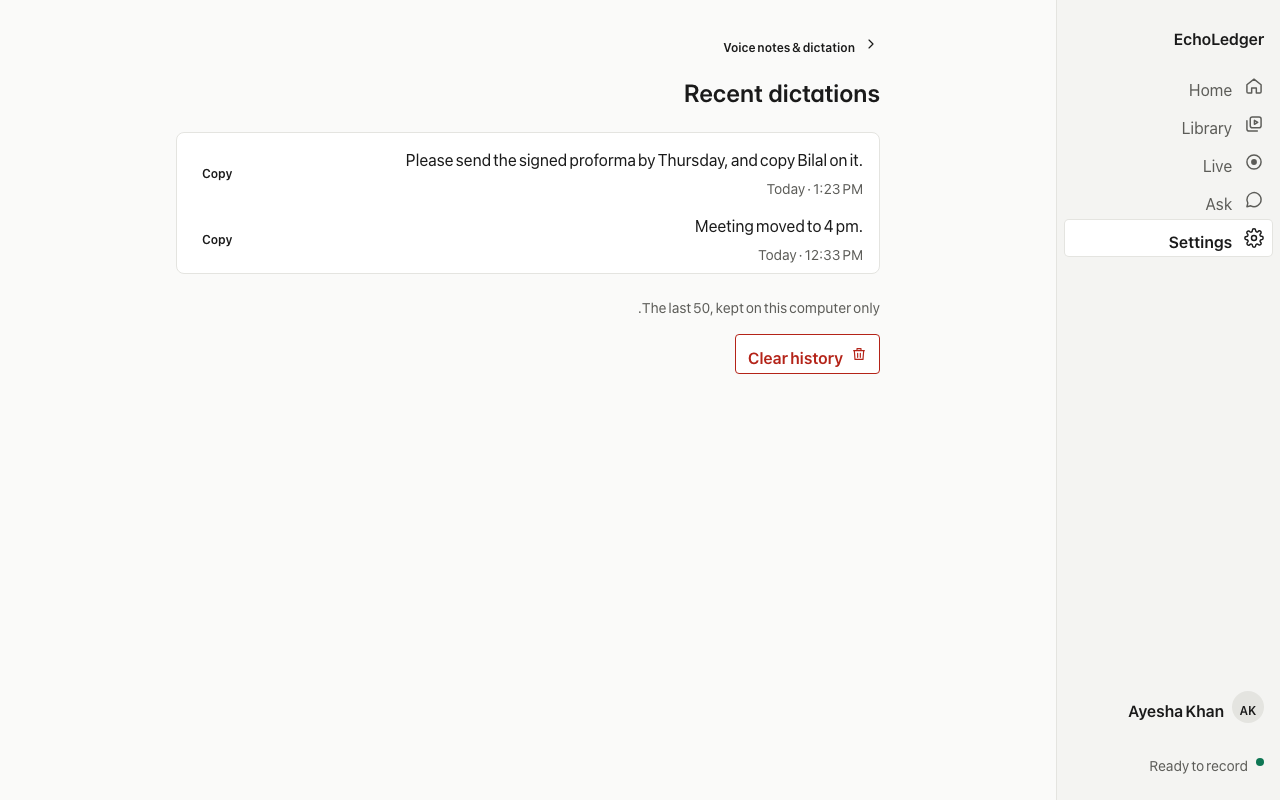 EchoLedger
Home
Library
Live
Ask
Settings
Ayesha Khan
AK
Ready to record
Voice notes & dictation
Recent dictations
Please send the signed proforma by Thursday, and copy Bilal on it.
Today · 1:23 PM
Copy
Meeting moved to 4 pm.
Today · 12:33 PM
Copy
.The last 50, kept on this computer only
Clear history